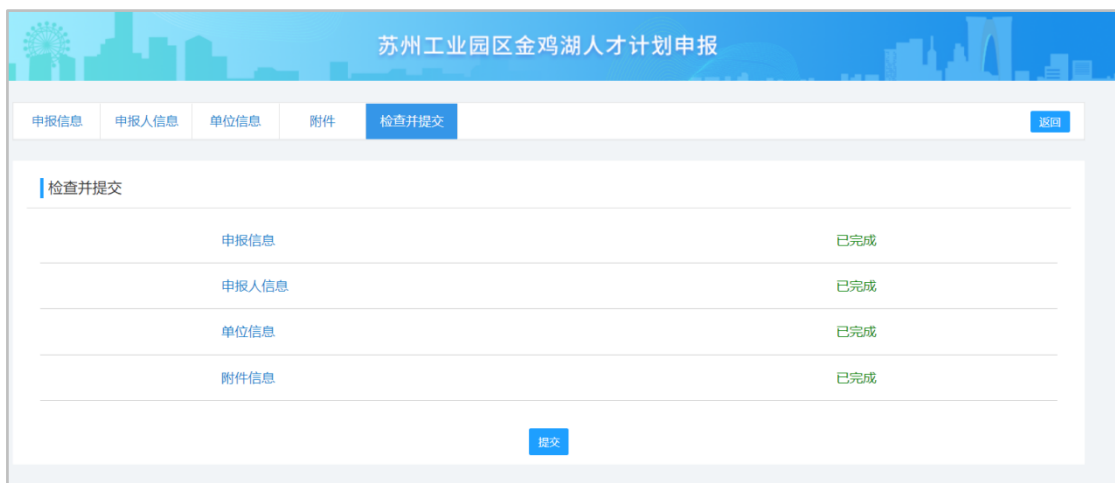 苏州工业园区金鸡湖人才计划申报
申报信息 申报人信息 单位信息 附件 检查并提交 返回
检查并提交
申报信息 已完成
申报人信息 已完成
单位信息 已完成
附件信息 已完成
提交